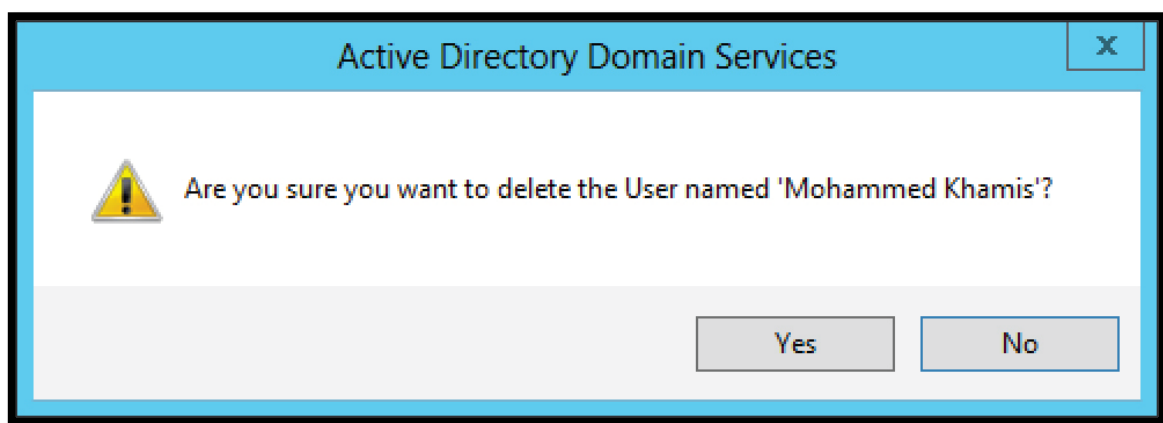 Active Directory Domain Services
x
Are you sure you want to delete the User named 'Mohammed Khamis'?
Yes
No